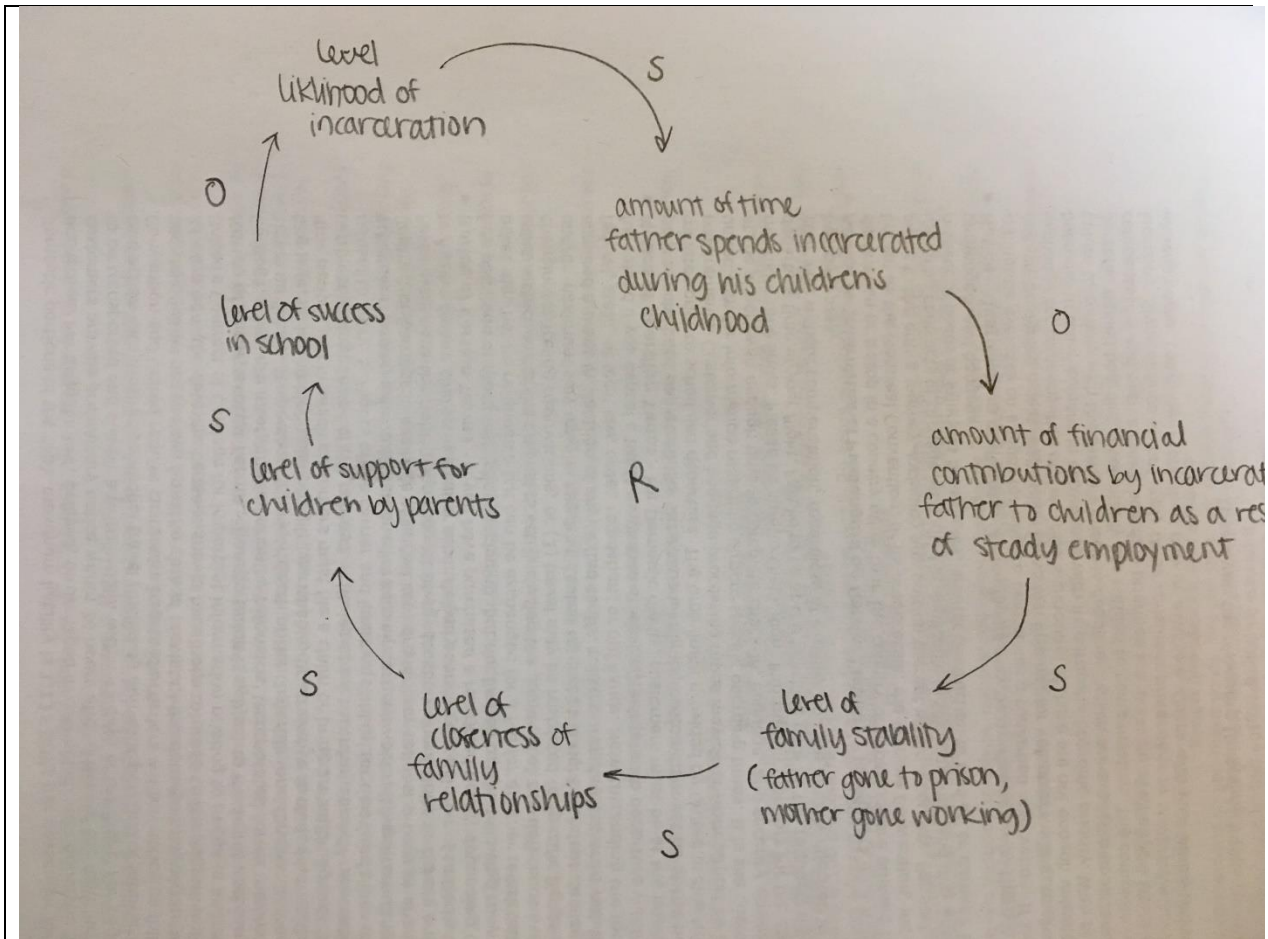 level
liklihood of
incarceration
S
amount of time
father spends incarcerated
during his children's
childhood
O
amount of financial
contributions by incarcerat
father to children as a res
of steady employment
S
level of
family stability
(father gone to prison,
mother gone working)
S
level of
closeness of
family
relationships
S
level of support for
children by parents
S
level of success
in school
O
R